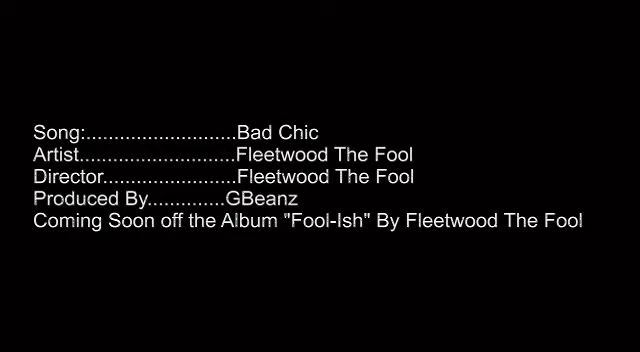 Song:...........................Bad Chic
Artist............................Fleetwood The Fool
Director........................Fleetwood The Fool
Produced By..............GBeanz
Coming Soon off the Album "Fool-Ish" By Fleetwood The Fool